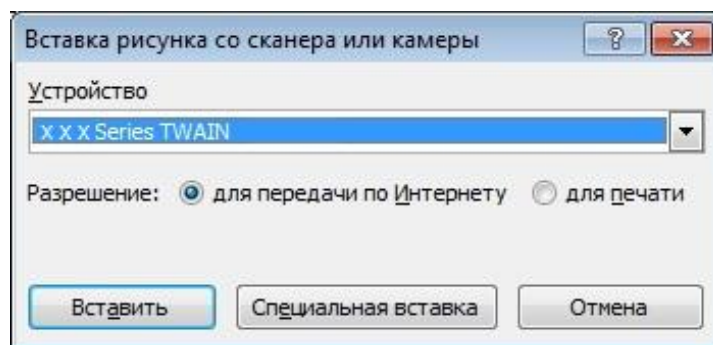 Вставка рисунка со сканера или камеры
Устройство
X X X Series TWAIN
Разрешение: для передачи по Интернету для печати
Вставить Специальная вставка Отмена